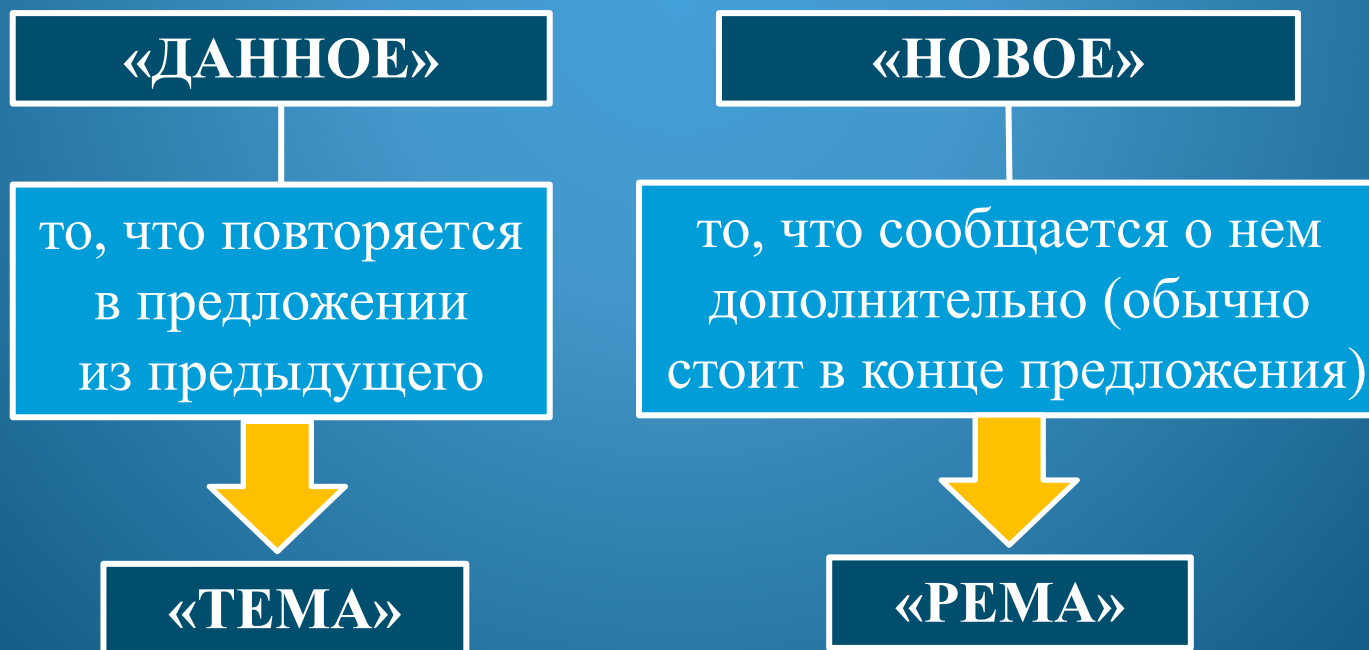 «ДАННОЕ»
то, что повторяется
в предложении
из предыдущего
«ТЕМА»
«НОВОЕ»
то, что сообщается о нем
дополнительно (обычно
стоит в конце предложения)
«РЕМА»